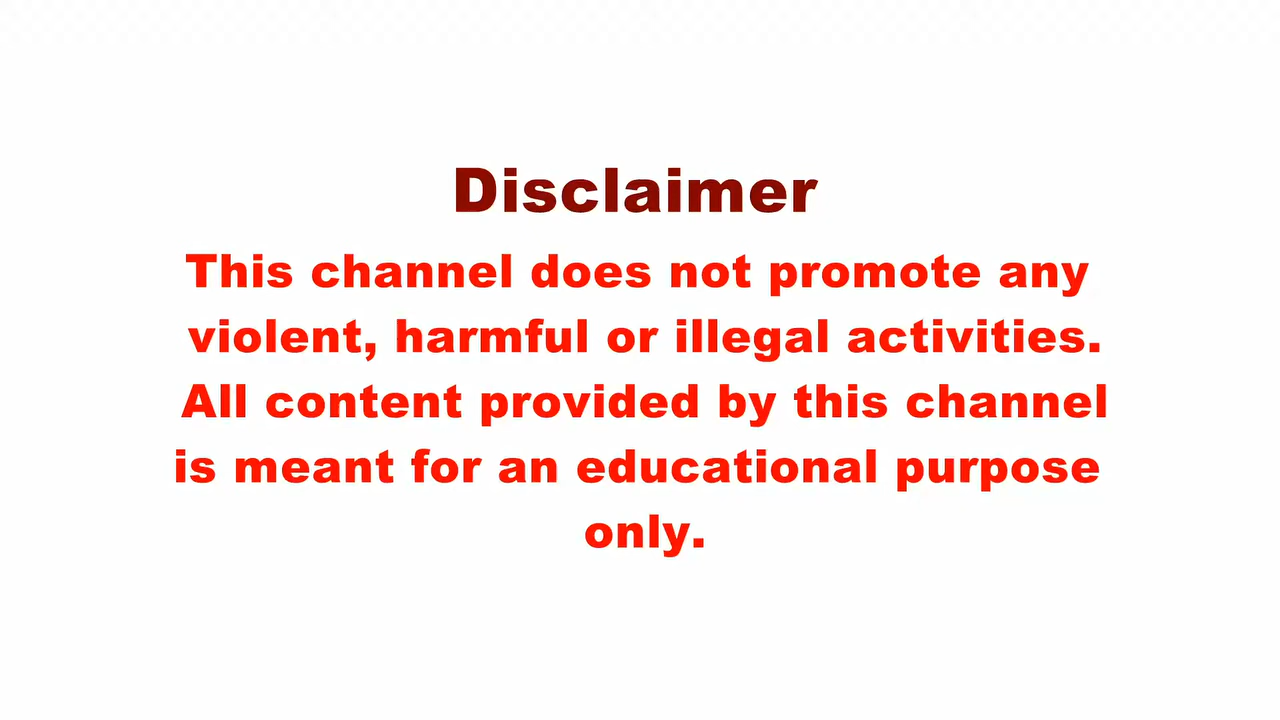 Disclaimer
This channel does not promote any
violent, harmful or illegal activities.
All content provided by this channel
is meant for an educational purpose
only.